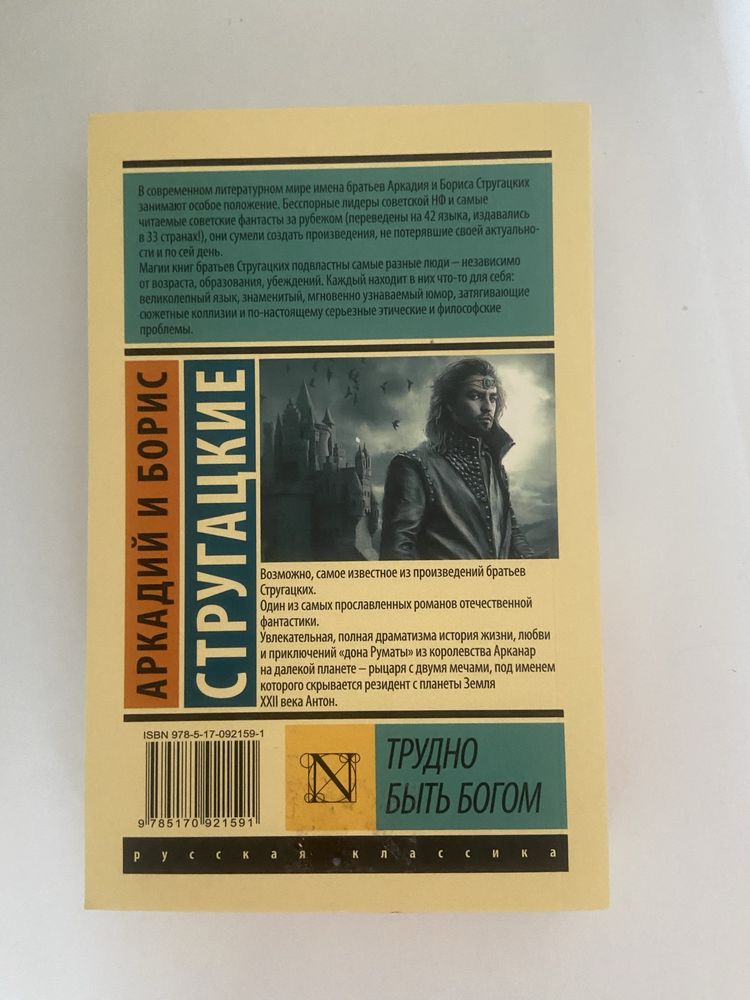 В современном литературном мире имена братьев Аркадия и Бориса Стругацких
занимают особое положение. Бесспорные лидеры советской НФ и самые
читаемые советские фантасты за рубежом (переведены на 42 языка, издавались
в 33 странах!), они сумели создать произведения, не потерявшие своей актуально-
сти и по сей день.
Магии книг братьев Стругацких подвластны самые разные люди – независимо
от возраста, образования, убеждений. Каждый находит в них что-то для себя:
великолепный язык, знаменитый, мгновенно узнаваемый юмор, затягивающие
сюжетные коллизии и по-настоящему серьезные этические и философские
проблемы.
АРКАДИЙ И БОРИС
СТРУГАЦКИЕ
Возможно, самое известное из произведений братьев
Стругацких.
Один из самых прославленных романов отечественной
фантастики.
Увлекательная, полная драматизма история жизни, любви
и приключений «дона Руматы» из королевства Арканар
на далекой планете – рыцаря с двумя мечами, под именем
которого скрывается резидент с планеты Земля
XXII века Антон.
ISBN 978-5-17-092159-1
9 785170 921591
N
ТРУДНО
БЫТЬ БОГОМ
русская классика